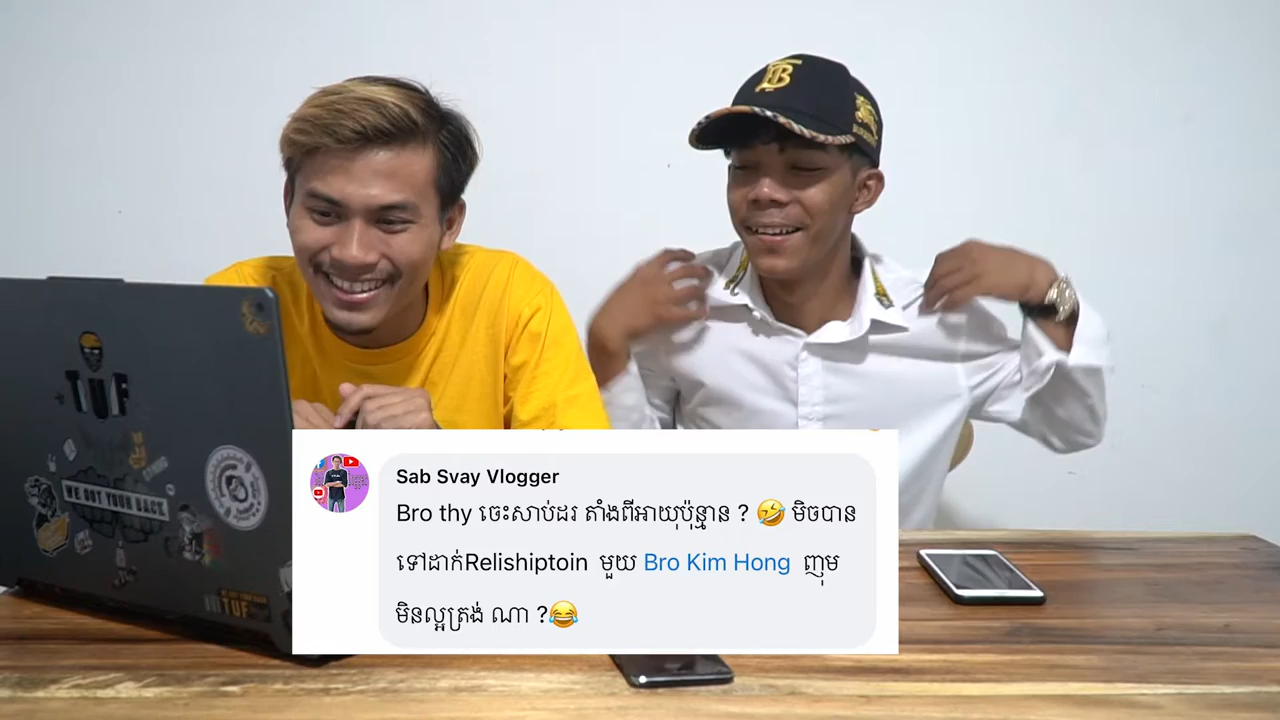 TUF
WE GOT YOUR BACK
TUF
Sab Svay Vlogger
Bro thy ចេះសាប់ដរ តាំងពីអាយុប៉ុន្មាន ? 🤣 មិចបាន
ទៅដាក់Relishiptoin មួយ Bro Kim Hong ញុម
មិនល្អត្រង់ ណា ?😂